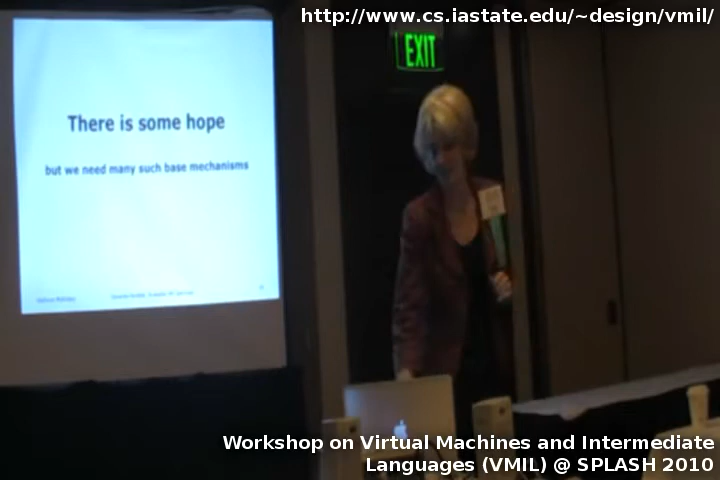 http://www.cs.iastate.edu/~design/vmil/
EXIT
There is some hope
but we need many such base mechanisms
Workshop on Virtual Machines and Intermediate
Languages (VMIL) @ SPLASH 2010